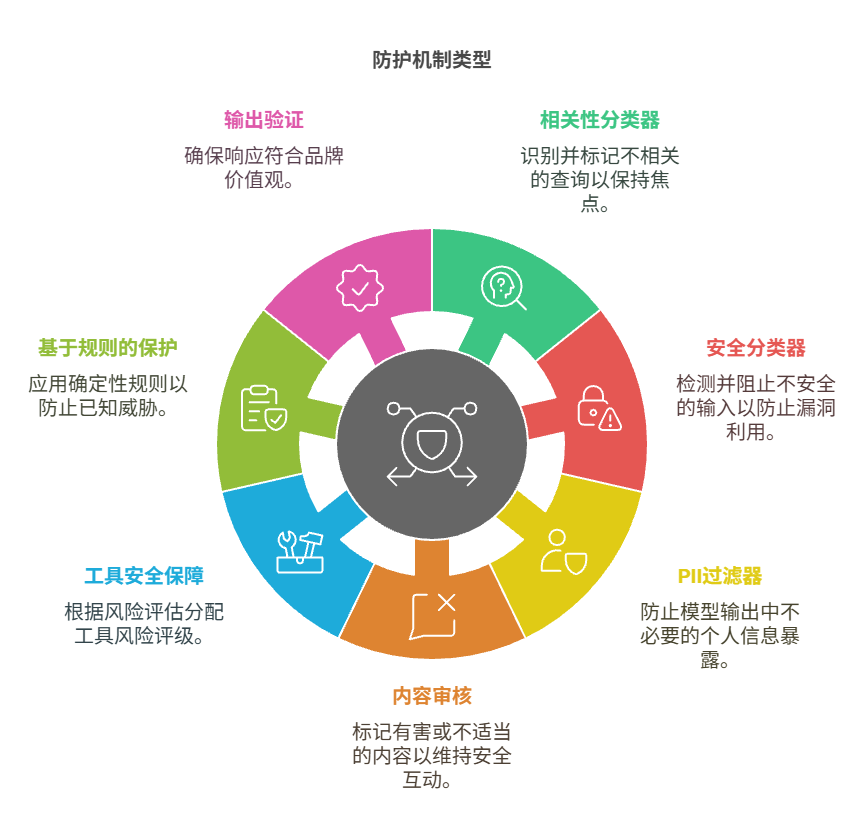 防护机制类型
输出验证
确保响应符合品牌
价值观。
相关性分类器
识别并标记不相关
的查询以保持焦
点。
基于规则的保护
应用确定性规则以
防止已知威胁。
安全分类器
检测并阻止不安全
的输入以防止漏洞
利用。
工具安全保障
根据风险评估分配
工具风险评级。
PII过滤器
防止模型输出中不
必要的个人信息暴
露。
内容审核
标记有害或不适当
的内容以维持安全
互动。